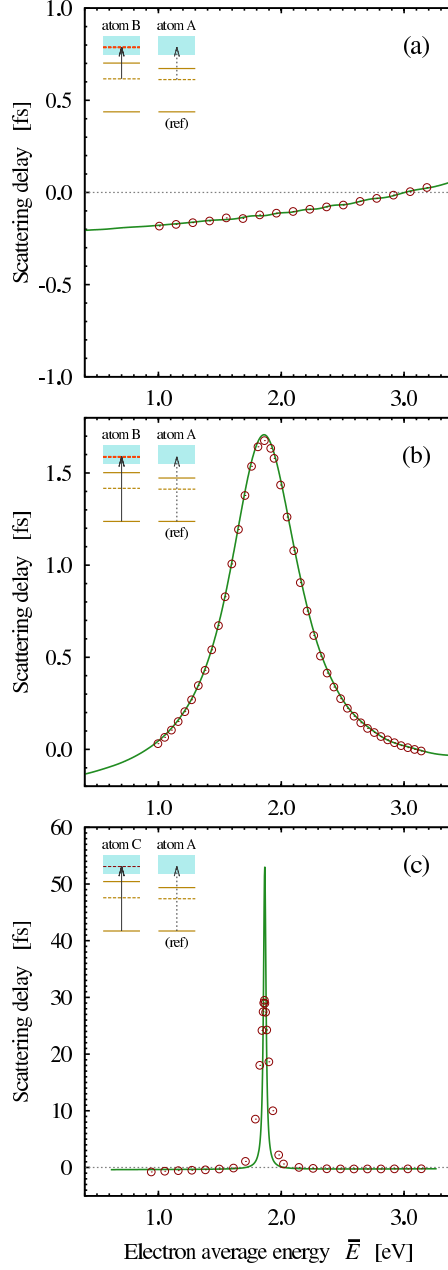 1.0
0.5
0.0
-0.5
-1.0
Scattering delay [fs]
atom B atom A
(ref)
(a)
1.0 2.0 3.0
1.5
1.0
0.5
0.0
Scattering delay [fs]
atom B atom A
(ref)
(b)
1.0 2.0 3.0
60
50
40
30
20
10
0
Scattering delay [fs]
atom C atom A
(ref)
(c)
1.0 2.0 3.0
Electron average energy E̅ [eV]